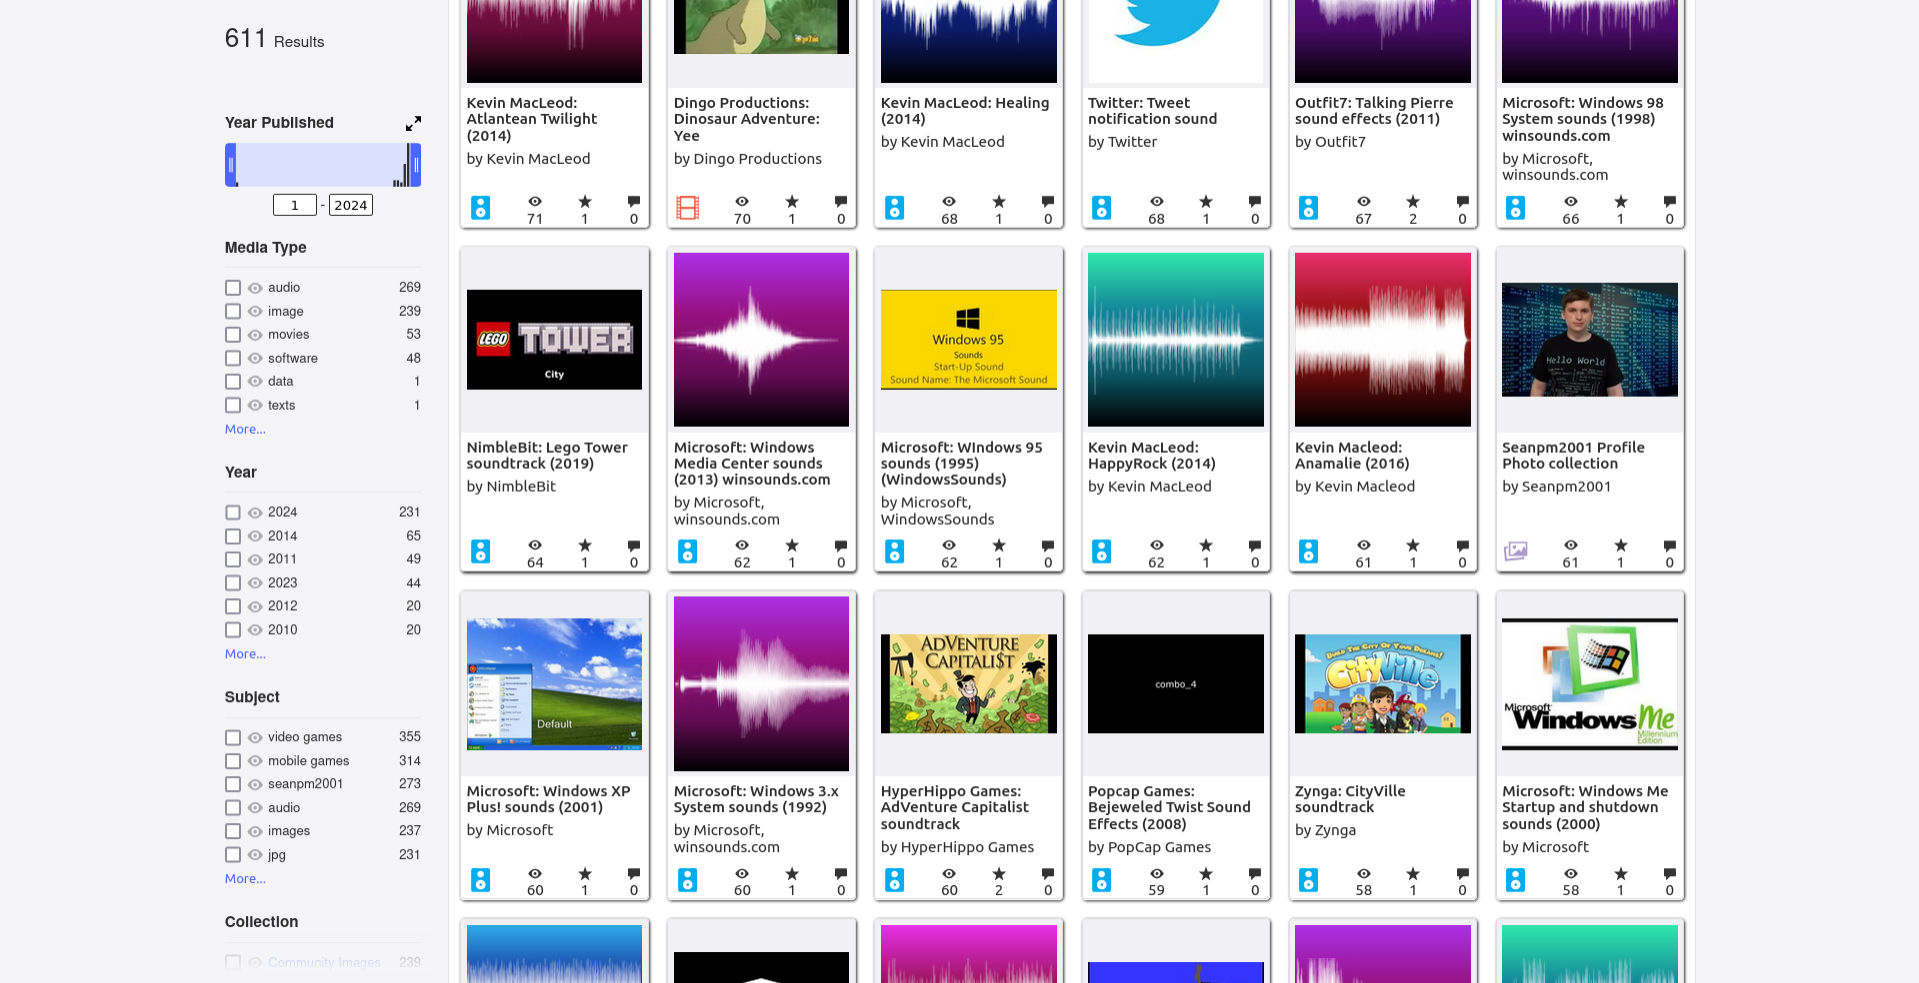 611 Results
Year Published
1 - 2024
Media Type
audio 269
image 239
movies 53
software 48
data 1
texts 1
More...
Year
2024 231
2014 65
2011 49
2023 44
2012 20
2010 20
More...
Subject
video games 355
mobile games 314
seanpm2001 273
audio 269
images 237
jpg 231
More...
Collection
Community Images 239
Kevin MacLeod:
Atlantean Twilight
(2014)
by Kevin MacLeod
71 1 0
Dingo Productions:
Dinosaur Adventure:
Yee
by Dingo Productions
70 1 0
Kevin MacLeod: Healing
(2014)
by Kevin MacLeod
68 1 0
Twitter: Tweet
notification sound
by Twitter
68 1 0
Outfit7: Talking Pierre
sound effects (2011)
by Outfit7
67 2 0
Microsoft: Windows 98
System sounds (1998)
winsounds.com
by Microsoft,
winsounds.com
66 1 0
LEGO TOWER
City
NimbleBit: Lego Tower
soundtrack (2019)
by NimbleBit
64 1 0
Microsoft: Windows
Media Center sounds
(2013) winsounds.com
by Microsoft,
winsounds.com
62 1 0
Windows 95
Sounds
Start-Up Sound
Sound Name: The Microsoft Sound
Microsoft: WIndows 95
sounds (1995)
(WindowsSounds)
by Microsoft,
WindowsSounds
62 1 0
Kevin MacLeod:
HappyRock (2014)
by Kevin MacLeod
62 1 0
Kevin Macleod:
Anamalie (2016)
by Kevin Macleod
61 1 0
Hello World
Seanpm2001 Profile
Photo collection
by Seanpm2001
61 1 0
Default
Microsoft: Windows XP
Plus! sounds (2001)
by Microsoft
60 1 0
Microsoft: Windows 3.x
System sounds (1992)
by Microsoft,
winsounds.com
60 1 0
ADVENTURE
CAPITALI$T
HyperHippo Games:
AdVenture Capitalist
soundtrack
by HyperHippo Games
60 2 0
combo_4
Popcap Games:
Bejeweled Twist Sound
Effects (2008)
by PopCap Games
59 1 0
BUILD THE CITY OF YOUR DREAMS!
CityVille
Zynga: CityVille
soundtrack
by Zynga
58 1 0
Microsoft
Windows Me
Millennium
Edition
Microsoft: Windows Me
Startup and shutdown
sounds (2000)
by Microsoft
58 1 0